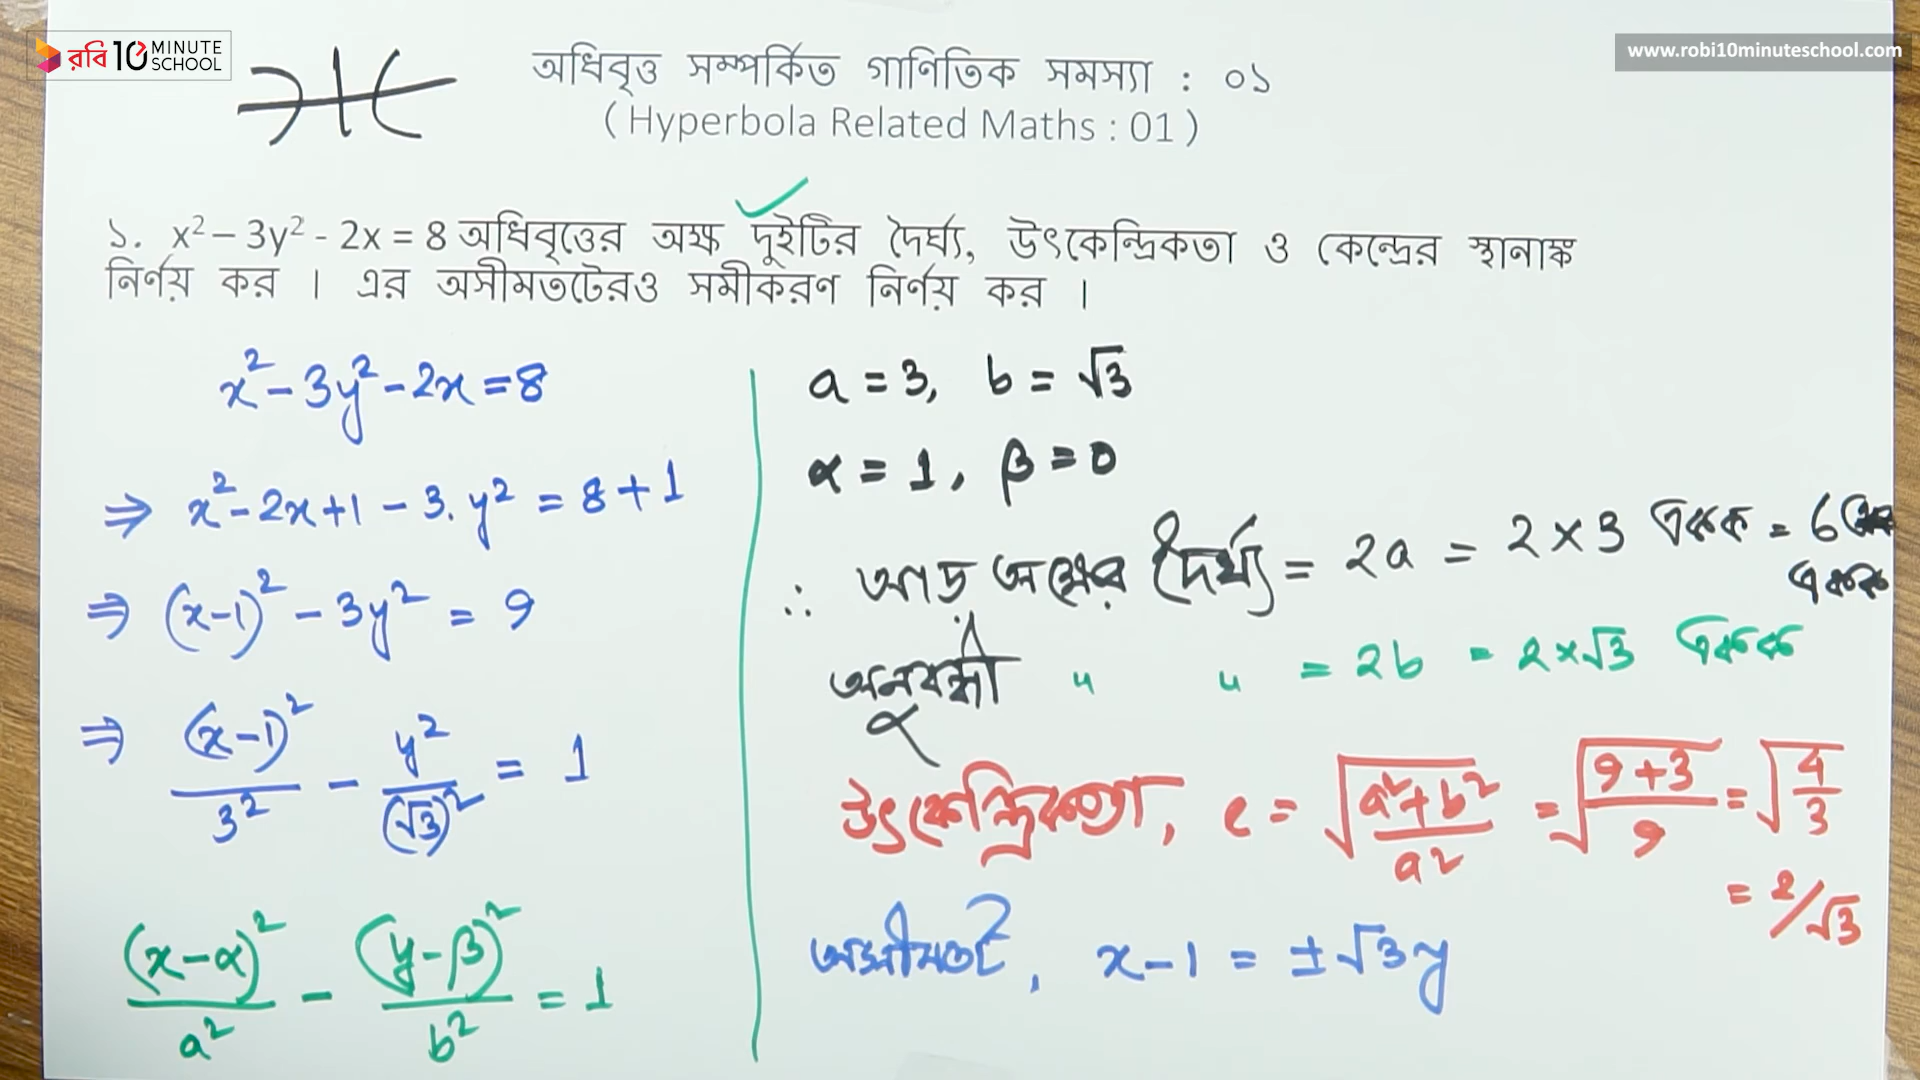 রবি 10 MINUTE SCHOOL
www.robi10minuteschool.com
অধিবৃত্ত সম্পর্কিত গাণিতিক সমস্যা : ০১
( Hyperbola Related Maths : 01 )
১. x² – 3y² - 2x = 8 অধিবৃত্তের অক্ষ দুইটির দৈর্ঘ্য, উৎকেন্দ্রিকতা ও কেন্দ্রের স্থানাঙ্ক
নির্ণয় কর । এর অসীমতটেরও সমীকরণ নির্ণয় কর ।
x² - 3y² - 2x = 8
⇒ x² - 2x + 1 - 3. y² = 8 + 1
⇒ (x-1)² - 3y² = 9
⇒ (x-1)²/3² - y²/(√3)² = 1
(x-α)²/a² - (y-β)²/b² = 1
a = 3, b = √3
α = 1, β = 0
∴ আড় অক্ষের দৈর্ঘ্য = 2a = 2 × 3 একক = 6 একক
অনুবন্ধী " " = 2b = 2×√3 একক
উৎকেন্দ্রিকতা, e = √(a²+b²/a²) = √(9+3/9) = √(4/3)
= 2/√3
অসীমতট, x-1 = ±√3y